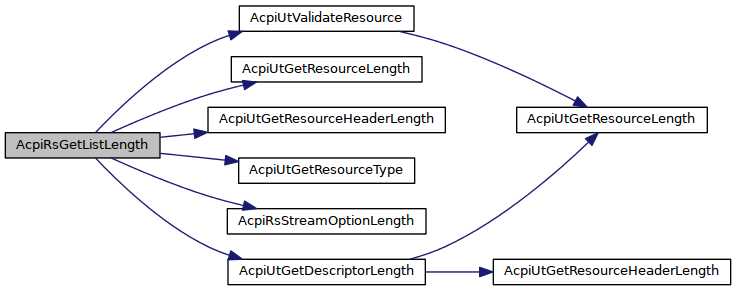 AcpiUtValidateResource
AcpiUtGetResourceLength
AcpiUtGetResourceHeaderLength
AcpiUtGetResourceLength
AcpiRsGetListLength
AcpiUtGetResourceType
AcpiRsStreamOptionLength
AcpiUtGetDescriptorLength
AcpiUtGetResourceHeaderLength